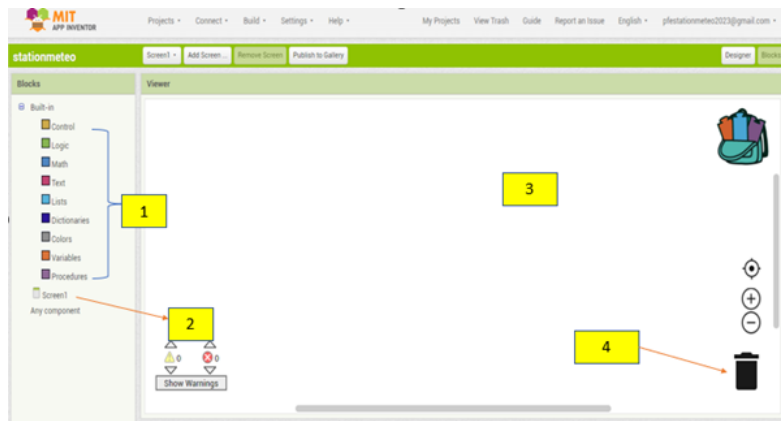 MIT
APP INVENTOR
Projects Connect Build Settings Help My Projects View Trash Guide Report an Issue English pfestationmeteo2023@gmail.com
stationmeteo Screen1 Add Screen ... Remove Screen Publish to Gallery Designer Blocks
Blocks Viewer
Built-in
Control
Logic
Math
Text
Lists
Dictionaries
Colors
Variables
Procedures
Screen1
Any component
1
3
2
0 0
Show Warnings
4